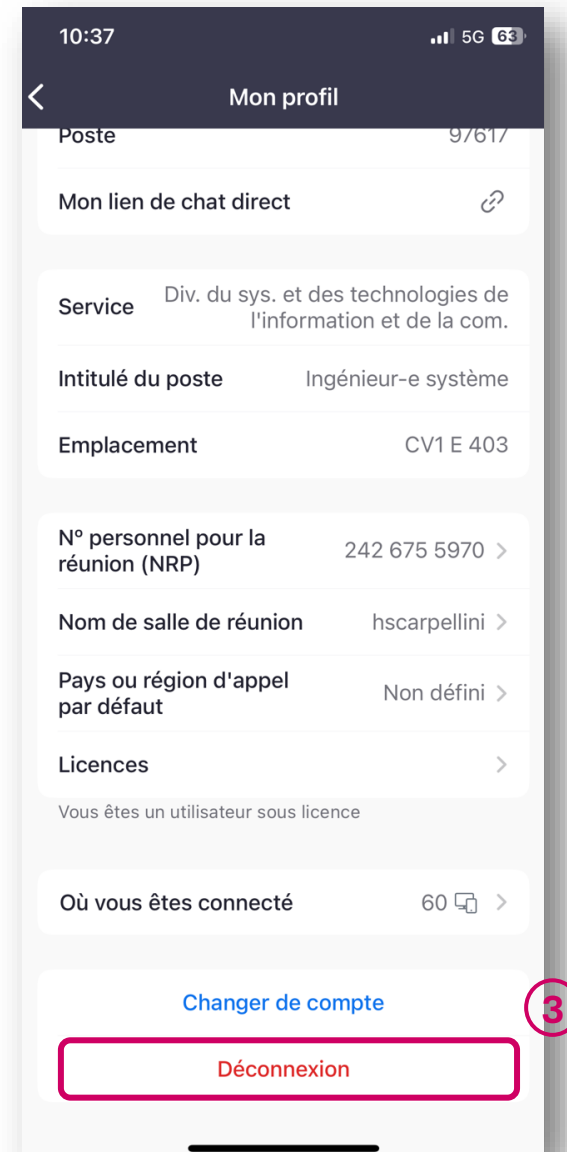 10:37
5G 63
Mon profil
Poste 97617
Mon lien de chat direct
Service Div. du sys. et des technologies de
l'information et de la com.
Intitulé du poste Ingénieur-e système
Emplacement CV1 E 403
Nº personnel pour la
réunion (NRP) 242 675 5970
Nom de salle de réunion hscarpellini
Pays ou région d'appel
par défaut Non défini
Licences
Vous êtes un utilisateur sous licence
Où vous êtes connecté 60
Changer de compte
3
Déconnexion